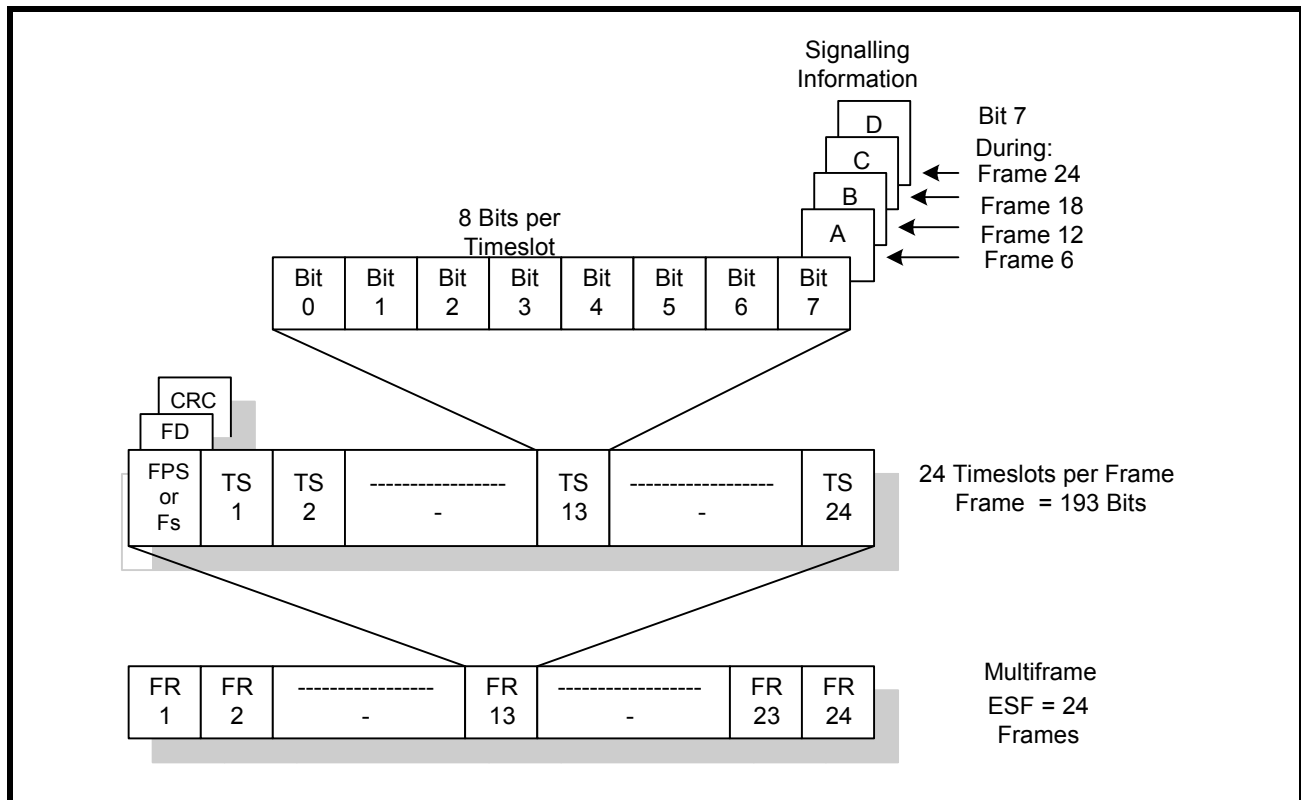 Signalling
Information
D
C
B
A
Bit 7
During:
Frame 24
Frame 18
Frame 12
Frame 6
8 Bits per
Timeslot
Bit 0
Bit 1
Bit 2
Bit 3
Bit 4
Bit 5
Bit 6
Bit 7
CRC
FD
FPS
or
Fs
TS 1
TS 2
------------------
-
TS 13
-------------------
-
TS 24
24 Timeslots per Frame
Frame = 193 Bits
FR 1
FR 2
------------------
-
FR 13
-------------------
-
FR 23
FR 24
Multiframe
ESF = 24
Frames